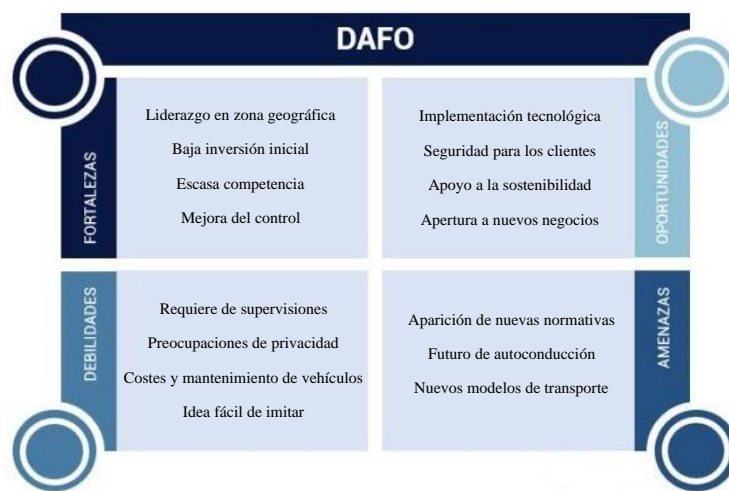 DAFO
FORTALEZAS
Liderazgo en zona geográfica
Baja inversión inicial
Escasa competencia
Mejora del control
Implementación tecnológica
Seguridad para los clientes
Apoyo a la sostenibilidad
Apertura a nuevos negocios
OPORTUNIDADES
DEBILIDADES
Requiere de supervisiones
Preocupaciones de privacidad
Costes y mantenimiento de vehículos
Idea fácil de imitar
Aparición de nuevas normativas
Futuro de autoconducción
Nuevos modelos de transporte
AMENAZAS